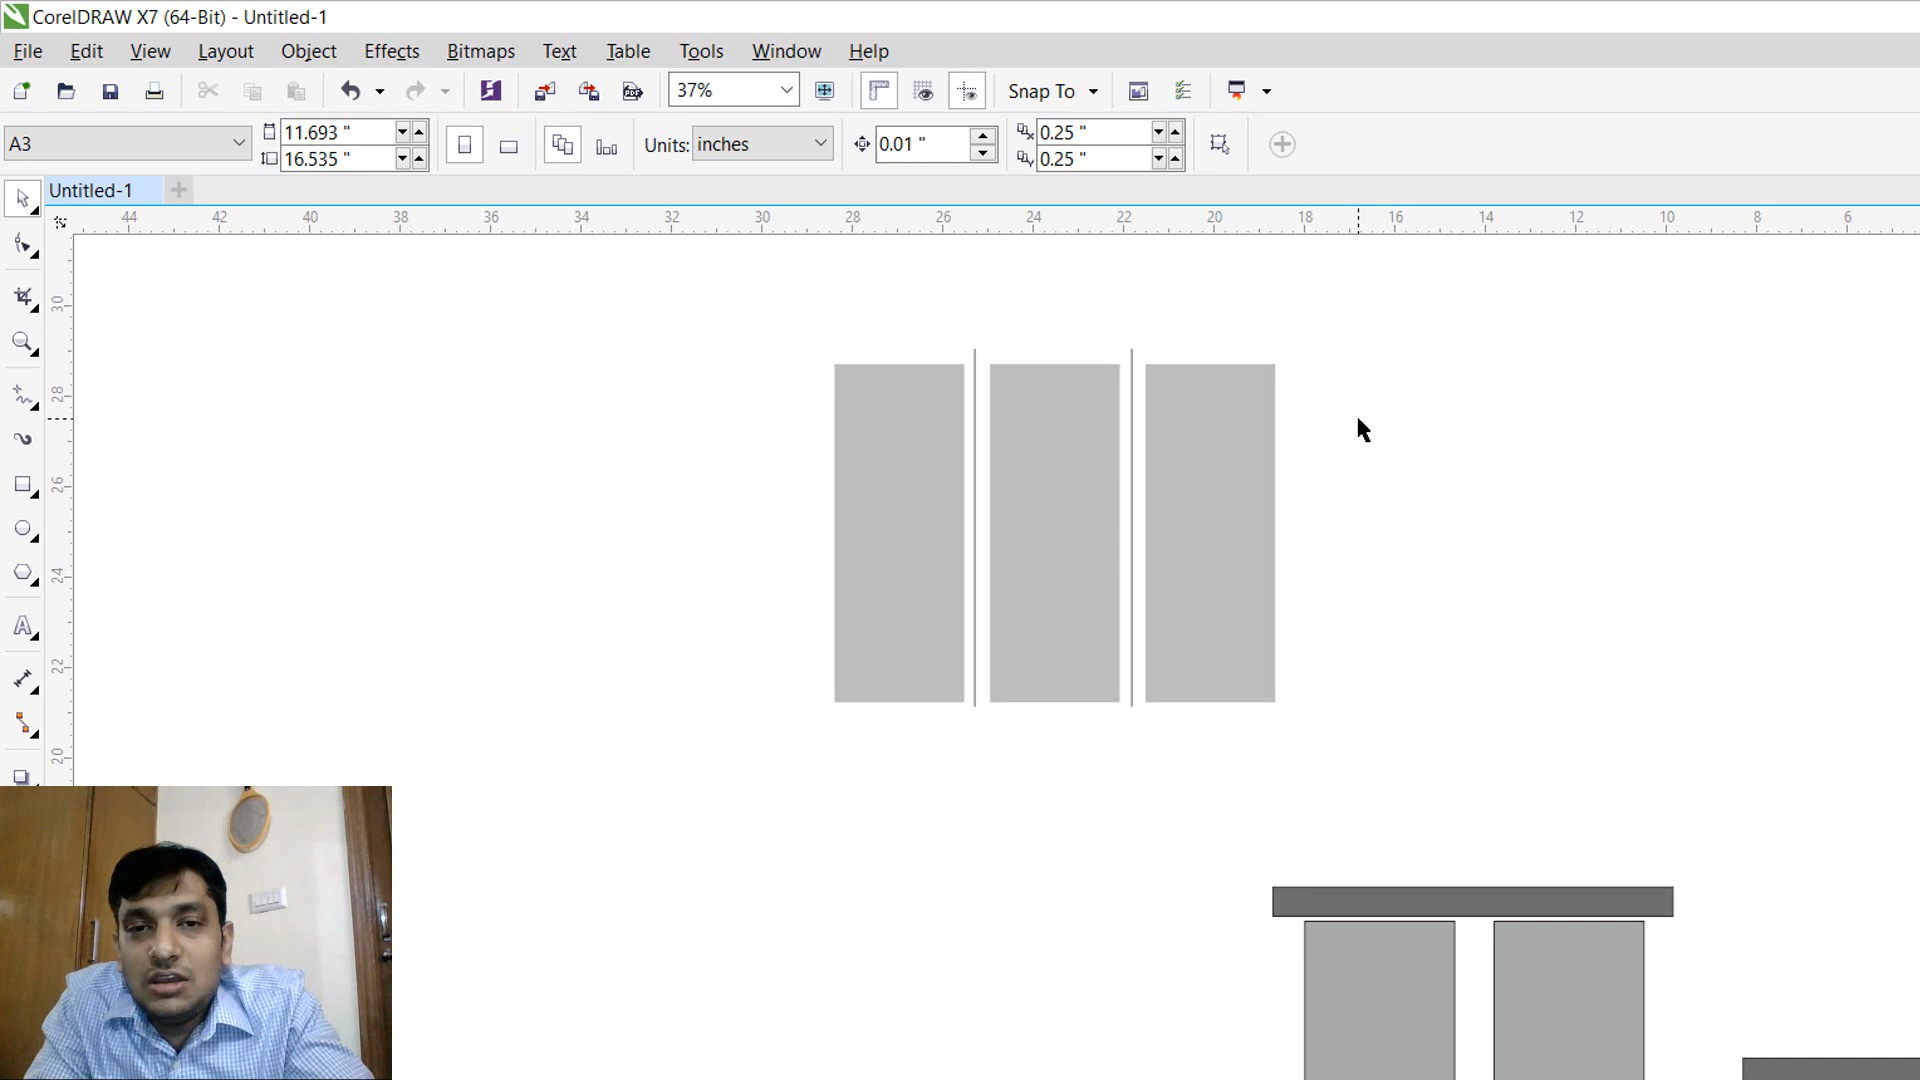 CorelDRAW X7 (64-Bit) - Untitled-1
File Edit View Layout Object Effects Bitmaps Text Table Tools Window Help
PDF 37% Snap To
A3 11.693 " 16.535 " Units: inches 0.01 " 0.25 " 0.25 "
Untitled-1
44 42 40 38 36 34 32 30 28 26 24 22 20 18 16 14 12 10 8 6
30
28
26
24
22
20